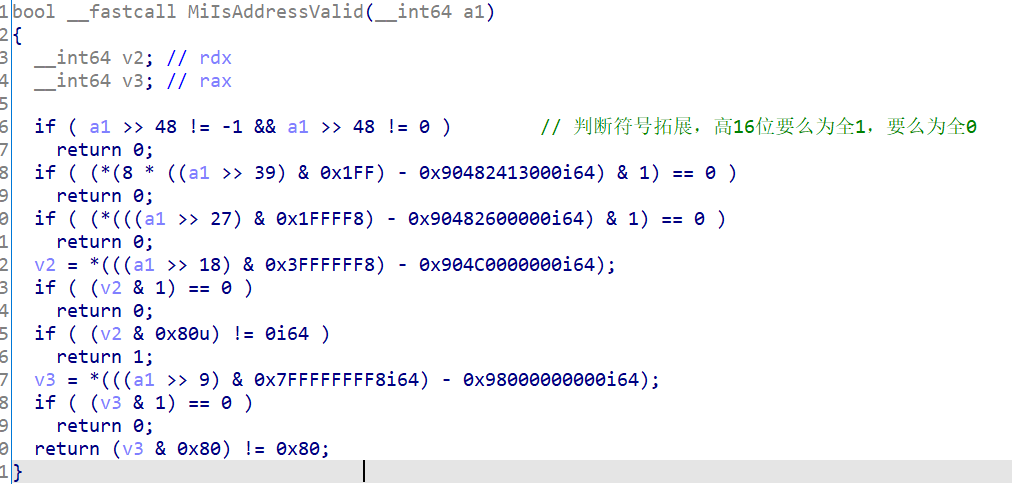 1 bool __fastcall MiIsAddressValid(__int64 a1)
2 {
3 __int64 v2; // rdx
4 __int64 v3; // rax
5
6 if ( a1 >> 48 != -1 && a1 >> 48 != 0 ) // 判断符号拓展，高16位要么为全1，要么为全0
7 return 0;
8 if ( (*(8 * ((a1 >> 39) & 0x1FF) - 0x90482413000i64) & 1) == 0 )
9 return 0;
0 if ( (*(((a1 >> 27) & 0x1FFFF8) - 0x90482600000i64) & 1) == 0 )
1 return 0;
2 v2 = *(((a1 >> 18) & 0x3FFFFFF8) - 0x904C0000000i64);
3 if ( (v2 & 1) == 0 )
4 return 0;
5 if ( (v2 & 0x80u) != 0i64 )
6 return 1;
7 v3 = *(((a1 >> 9) & 0x7FFFFFFFF8i64) - 0x98000000000i64);
8 if ( (v3 & 1) == 0 )
9 return 0;
0 return (v3 & 0x80) != 0x80;
1 }